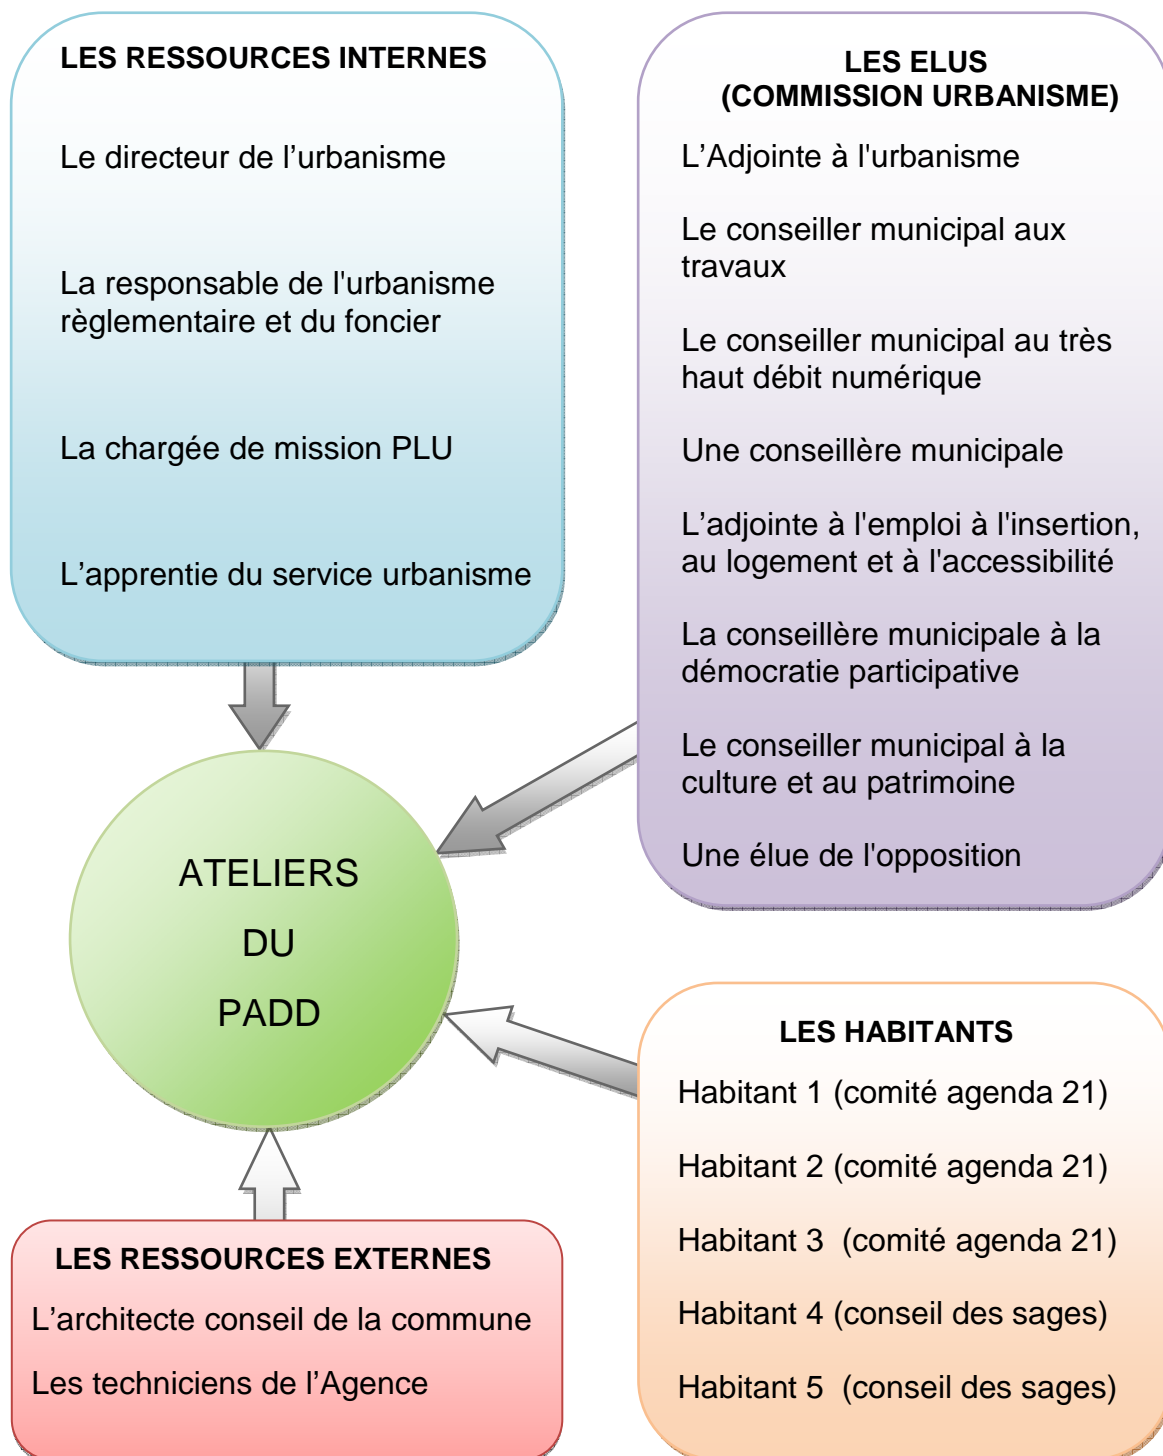 LES RESSOURCES INTERNES
Le directeur de l’urbanisme
La responsable de l'urbanisme
règlementaire et du foncier
La chargée de mission PLU
L’apprentie du service urbanisme
LES ELUS
(COMMISSION URBANISME)
L’Adjointe à l'urbanisme
Le conseiller municipal aux
travaux
Le conseiller municipal au très
haut débit numérique
Une conseillère municipale
L’adjointe à l'emploi à l'insertion,
au logement et à l'accessibilité
La conseillère municipale à la
démocratie participative
Le conseiller municipal à la
culture et au patrimoine
Une élue de l'opposition
ATELIERS
DU
PADD
LES HABITANTS
Habitant 1 (comité agenda 21)
Habitant 2 (comité agenda 21)
Habitant 3  (comité agenda 21)
Habitant 4 (conseil des sages)
Habitant 5  (conseil des sages)
LES RESSOURCES EXTERNES
L’architecte conseil de la commune
Les techniciens de l’Agence